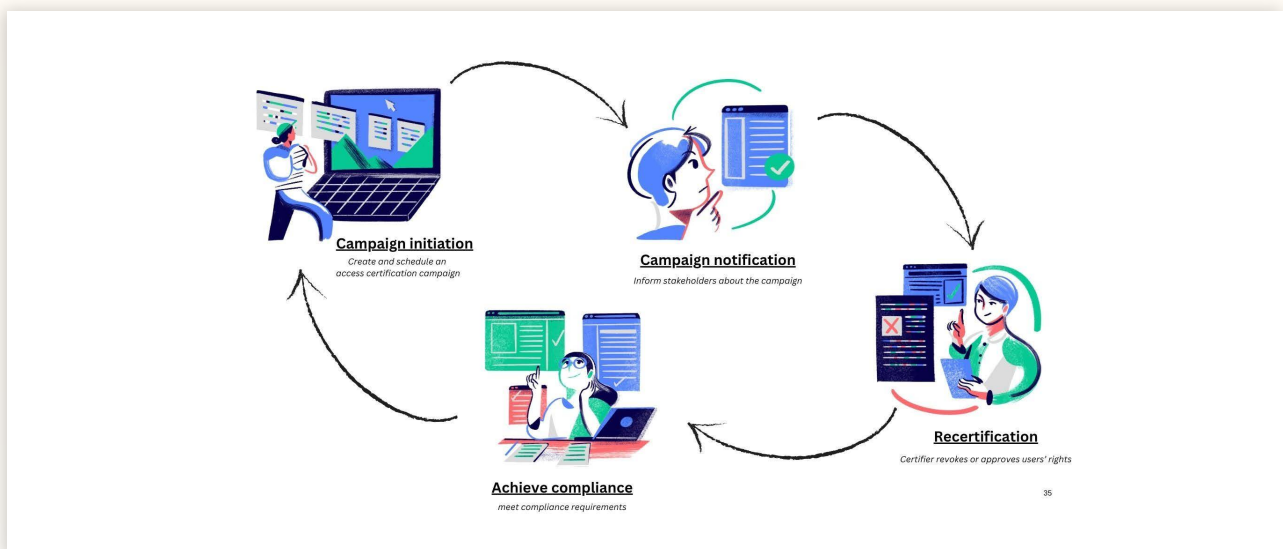 Campaign initiation
Create and schedule an
access certification campaign
Campaign notification
Inform stakeholders about the campaign
Recertification
Certifier revokes or approves users' rights
Achieve compliance
meet compliance requirements
35